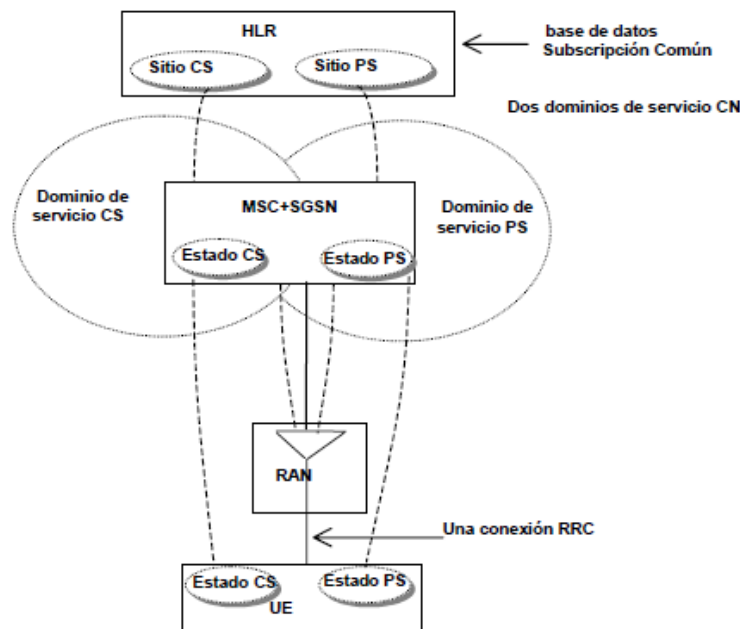 HLR
base de datos
Subscripción Común
Sitio CS
Sitio PS
Dos dominios de servicio CN
Dominio de
servicio CS
MSC+SGSN
Dominio de
servicio PS
Estado CS
Estado PS
RAN
Una conexión RRC
Estado CS
Estado PS
UE